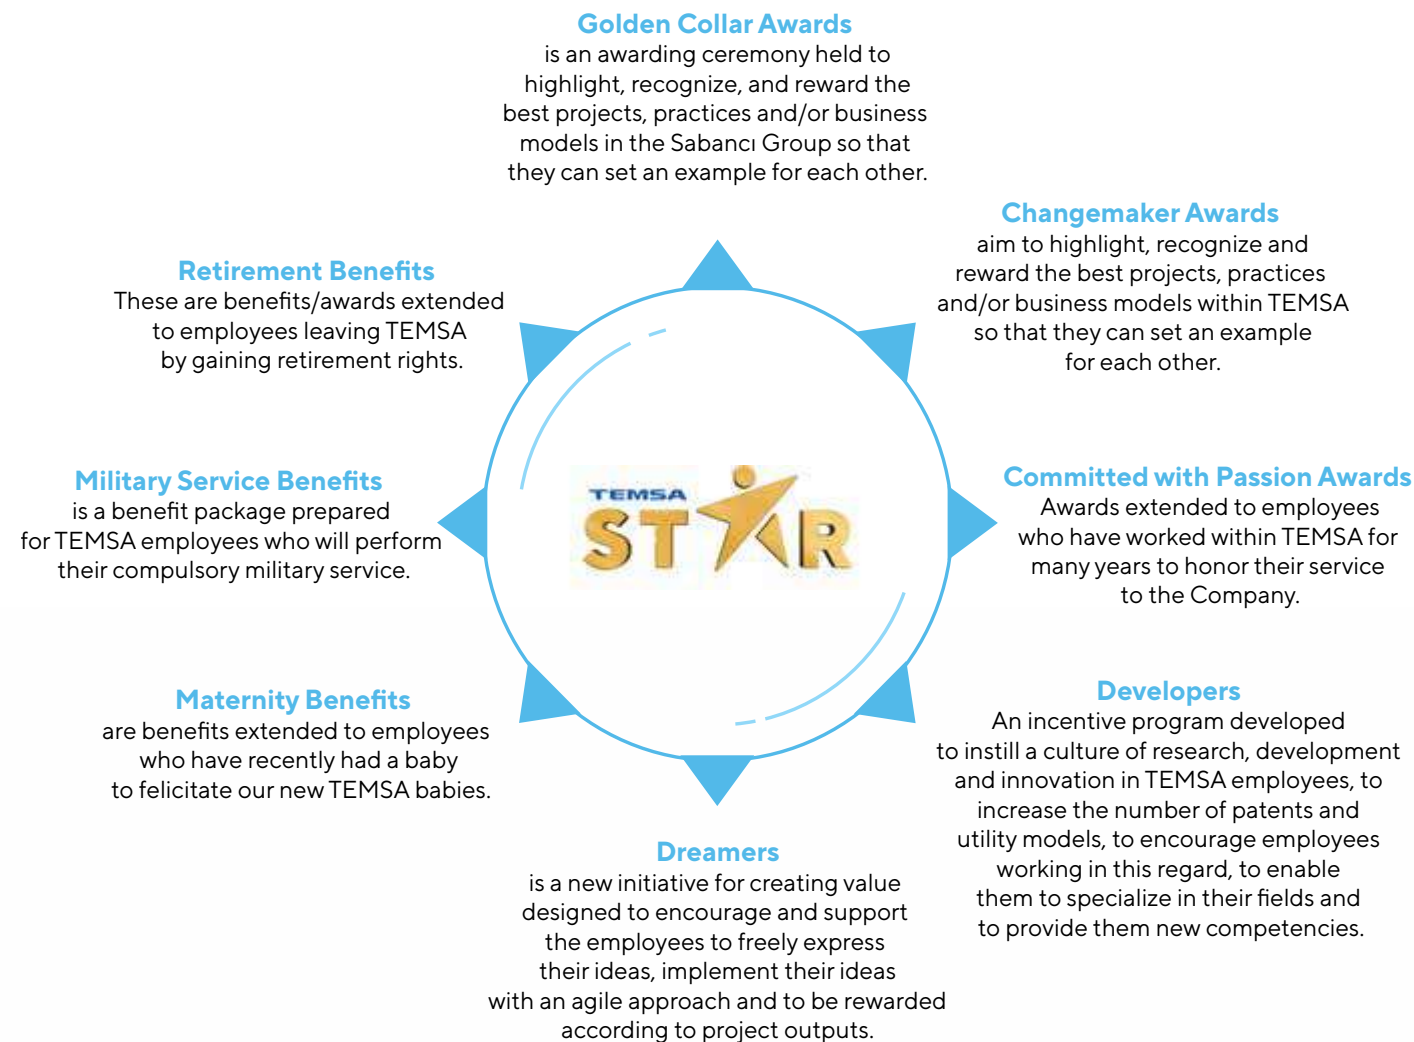 Golden Collar Awards
is an awarding ceremony held to
highlight, recognize, and reward the
best projects, practices and/or business
models in the Sabancı Group so that
they can set an example for each other.
Changemaker Awards
aim to highlight, recognize and
reward the best projects, practices
and/or business models within TEMSA
so that they can set an example
for each other.
Committed with Passion Awards
Awards extended to employees
who have worked within TEMSA for
many years to honor their service
to the Company.
Developers
An incentive program developed
to instill a culture of research, development
and innovation in TEMSA employees, to
increase the number of patents and
utility models, to encourage employees
working in this regard, to enable
them to specialize in their fields and
to provide them new competencies.
Dreamers
is a new initiative for creating value
designed to encourage and support
the employees to freely express
their ideas, implement their ideas
with an agile approach and to be rewarded
according to project outputs.
Maternity Benefits
are benefits extended to employees
who have recently had a baby
to felicitate our new TEMSA babies.
Military Service Benefits
is a benefit package prepared
for TEMSA employees who will perform
their compulsory military service.
Retirement Benefits
These are benefits/awards extended
to employees leaving TEMSA
by gaining retirement rights.
TEMSA
STAR